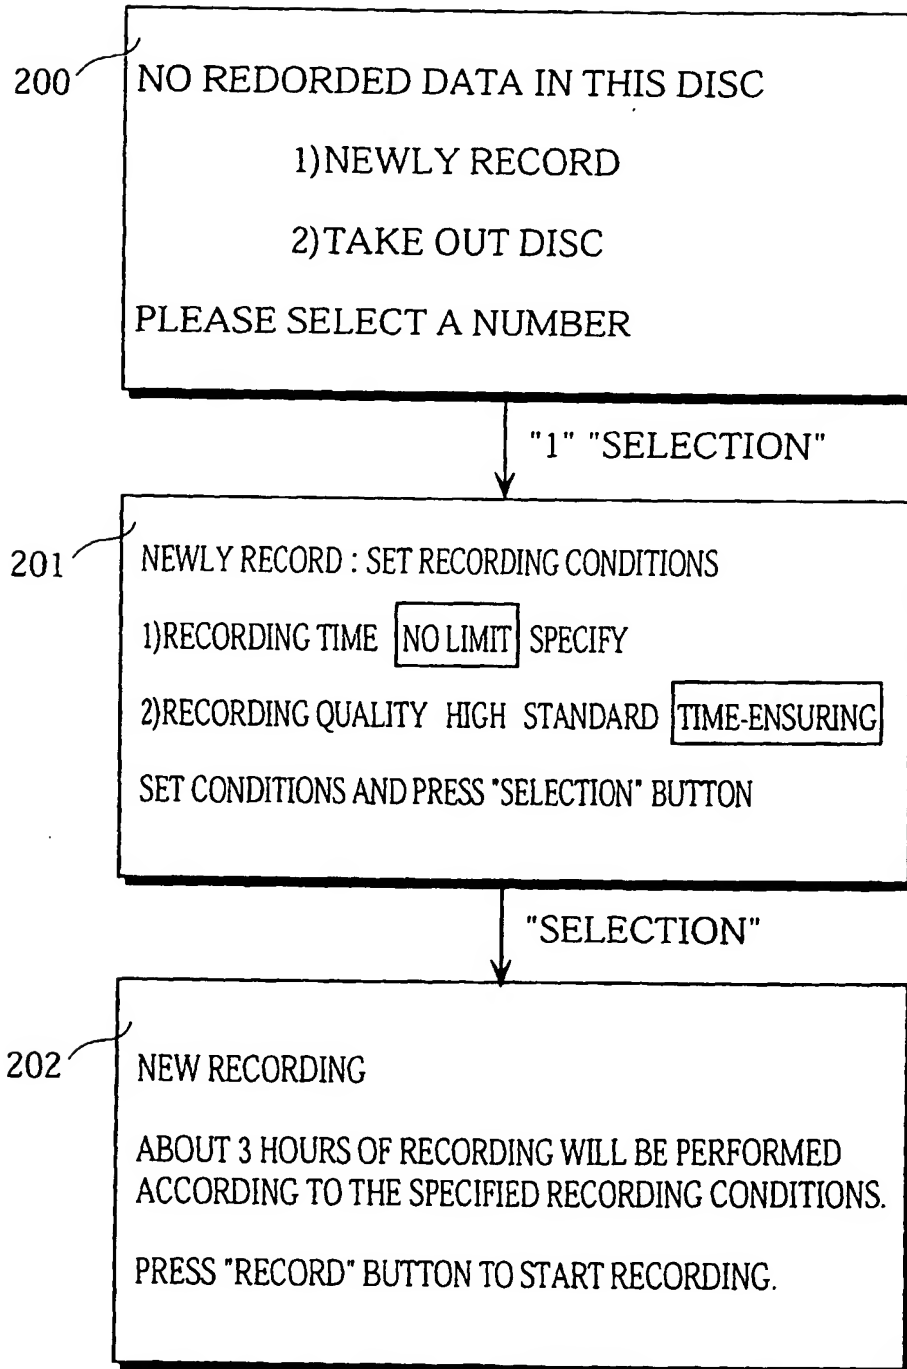 200
NO REDORDED DATA IN THIS DISC
1)NEWLY RECORD
2)TAKE OUT DISC
PLEASE SELECT A NUMBER
"1" "SELECTION"
201
NEWLY RECORD : SET RECORDING CONDITIONS
1)RECORDING TIME NO LIMIT SPECIFY
2)RECORDING QUALITY HIGH STANDARD TIME-ENSURING
SET CONDITIONS AND PRESS "SELECTION" BUTTON
"SELECTION"
202
NEW RECORDING
ABOUT 3 HOURS OF RECORDING WILL BE PERFORMED
ACCORDING TO THE SPECIFIED RECORDING CONDITIONS.
PRESS "RECORD" BUTTON TO START RECORDING.